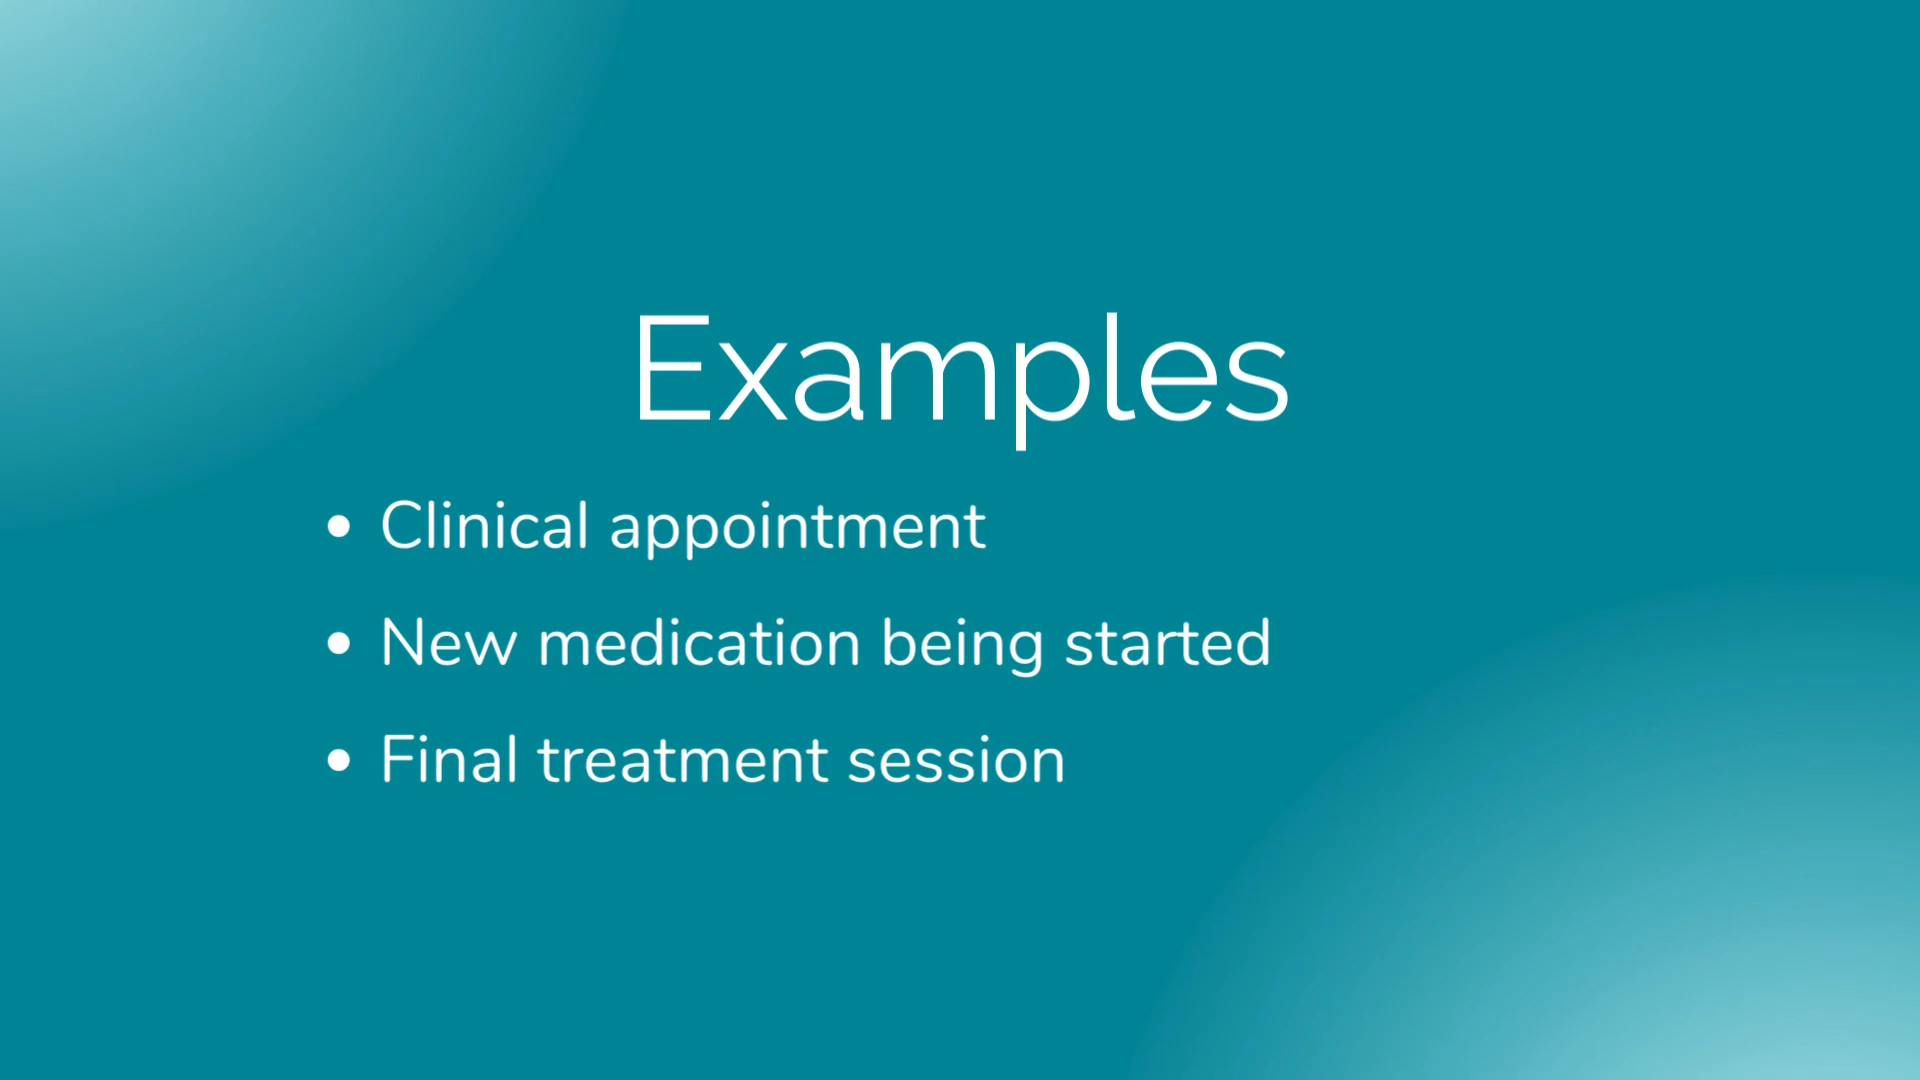 Examples
• Clinical appointment
• New medication being started
• Final treatment session